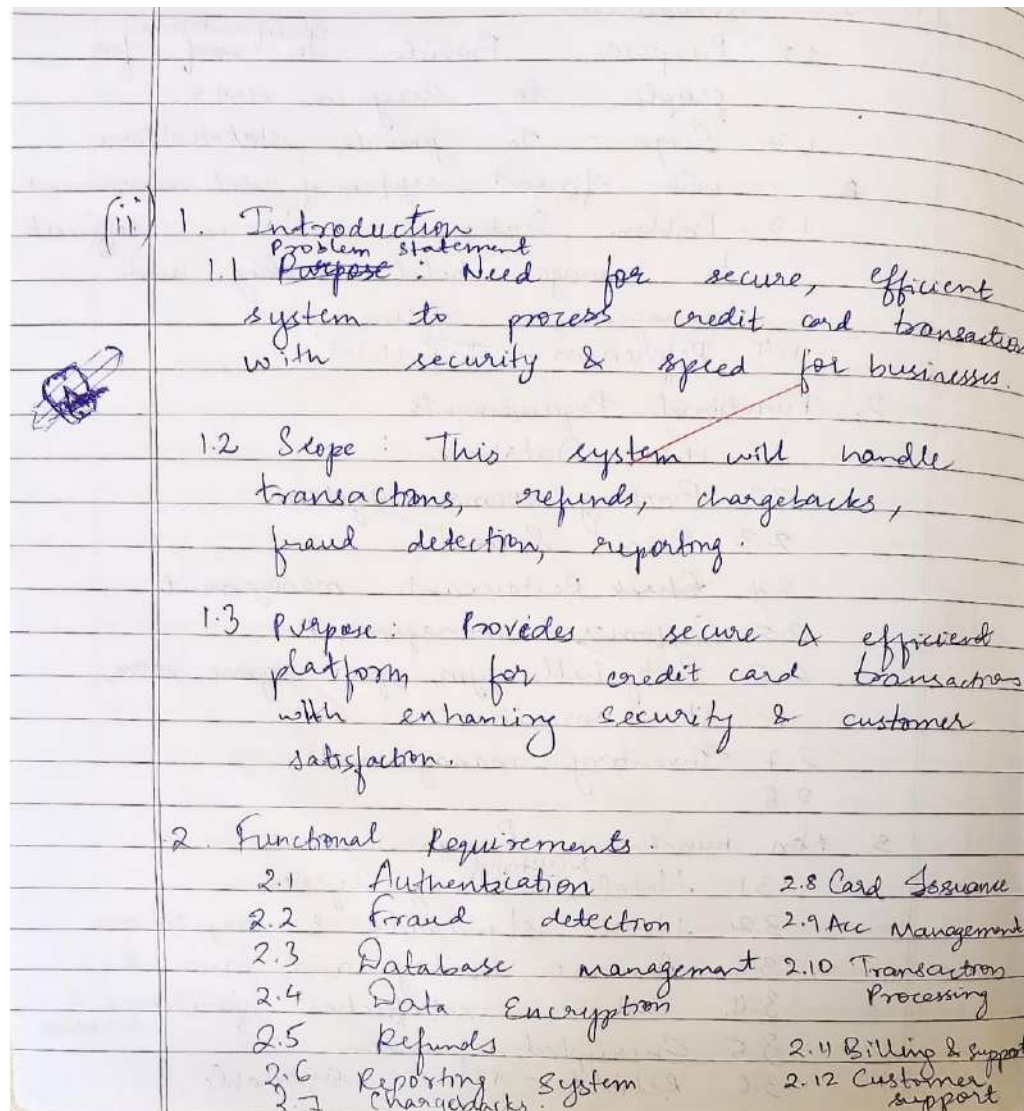 (ii) 1. Introduction
Problem statement
1.1 Purpose : Need for secure, efficient
system to process credit card transaction
with security & speed for businesses.
1.2 Scope : This system will handle
transactions, refunds, chargebacks,
fraud detection, reporting.
1.3 Purpose : Provides secure & efficient
platform for credit card transactions
with enhancing security & customer
satisfaction.
2. Functional Requirements.
2.1 Authentication
2.2 Fraud detection
2.3 Database management
2.4 Data Encryption
2.5 Refunds
2.6 Reporting System
2.7 Chargebacks.
2.8 Card Issuance
2.9 Acc Management
2.10 Transaction
Processing
2.11 Billing & support
2.12 Customer
support